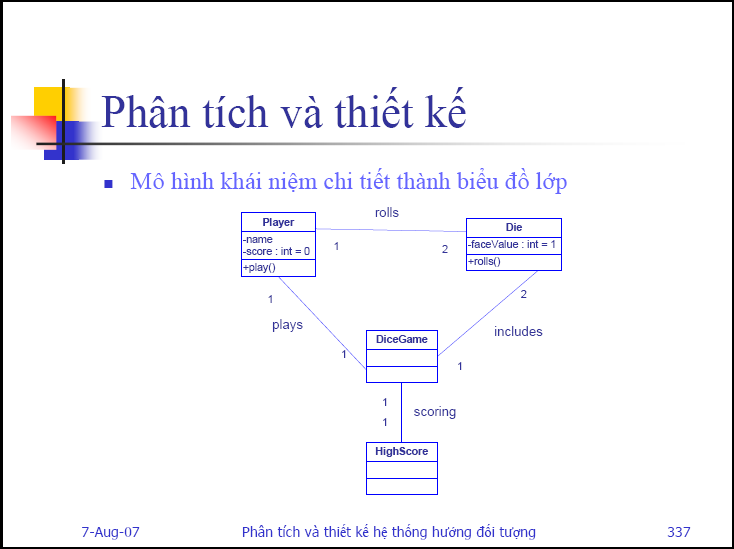 Phân tích và thiết kế
Mô hình khái niệm chi tiết thành biểu đồ lớp
rolls
Player
-name
-score : int = 0
+play()
1
2
Die
-faceValue : int = 1
+rolls()
1
plays
1
2
includes
1
DiceGame
1
scoring
1
HighScore
7-Aug-07
Phân tích và thiết kế hệ thống hướng đối tượng
337